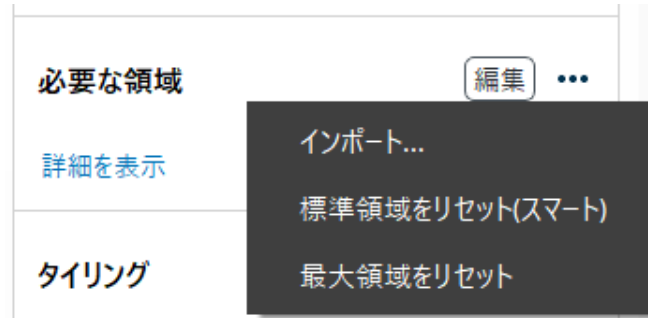 必要な領域
編集
•••
インポート...
詳細を表示
標準領域をリセット(スマート)
タイリング
最大領域をリセット